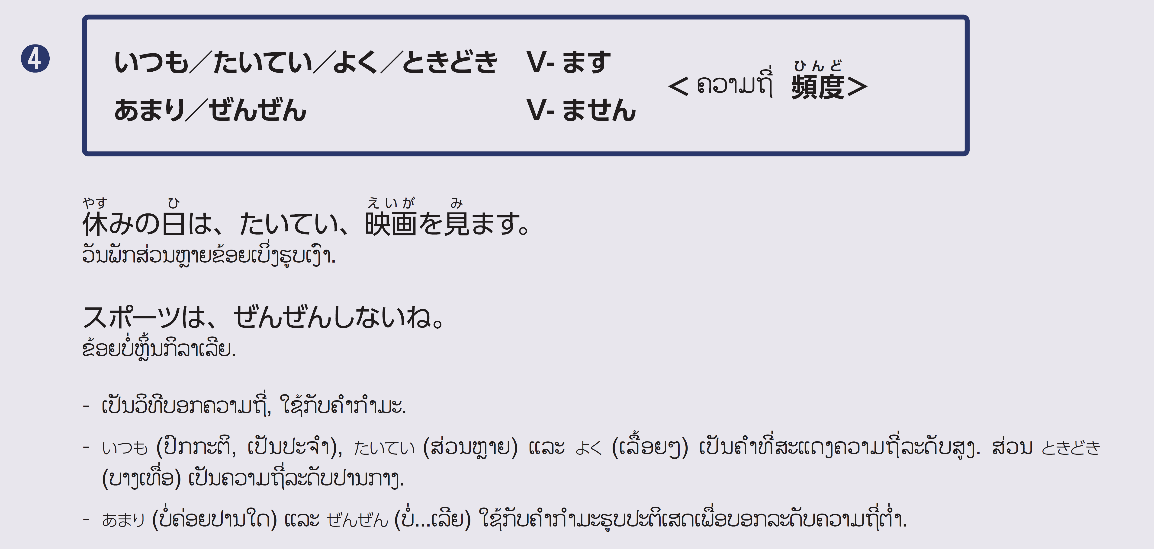 4
いつも／たいてい／よく／ときどき V- ます
あまり／ぜんぜん V- ません
< ຄວາມຖີ່ 頻度>
ひんど
やす ひ えいが み
休みの日は、たいてい、映画を見ます。
ວັນພັກສ່ວນຫຼາຍຂ້ອຍເບິ່ງຮູບເງົາ.
スポーツは、ぜんぜんしないね。
ຂ້ອຍບໍ່ຫຼິ້ນກິລາເລີຍ.
- ເປັນວິທີບອກຄວາມຖີ່, ໃຊ້ກັບຄຳກຳມະ.
- いつも (ປົກກະຕິ, ເປັນປະຈຳ), たいてい (ສ່ວນຫຼາຍ) ແລະ よく (ເລື້ອຍໆ) ເປັນຄຳທີ່ສະແດງຄວາມຖີ່ລະດັບສູງ. ສ່ວນ ときどき
(ບາງເທື່ອ) ເປັນຄວາມຖີ່ລະດັບປານກາງ.
- あまり (ບໍ່ຄ່ອຍປານໃດ) ແລະ ぜんぜん (ບໍ່...ເລີຍ) ໃຊ້ກັບຄຳກຳມະຮູບປະຕິເສດເພື່ອບອກລະດັບຄວາມຖີ່ຕ່ຳ.